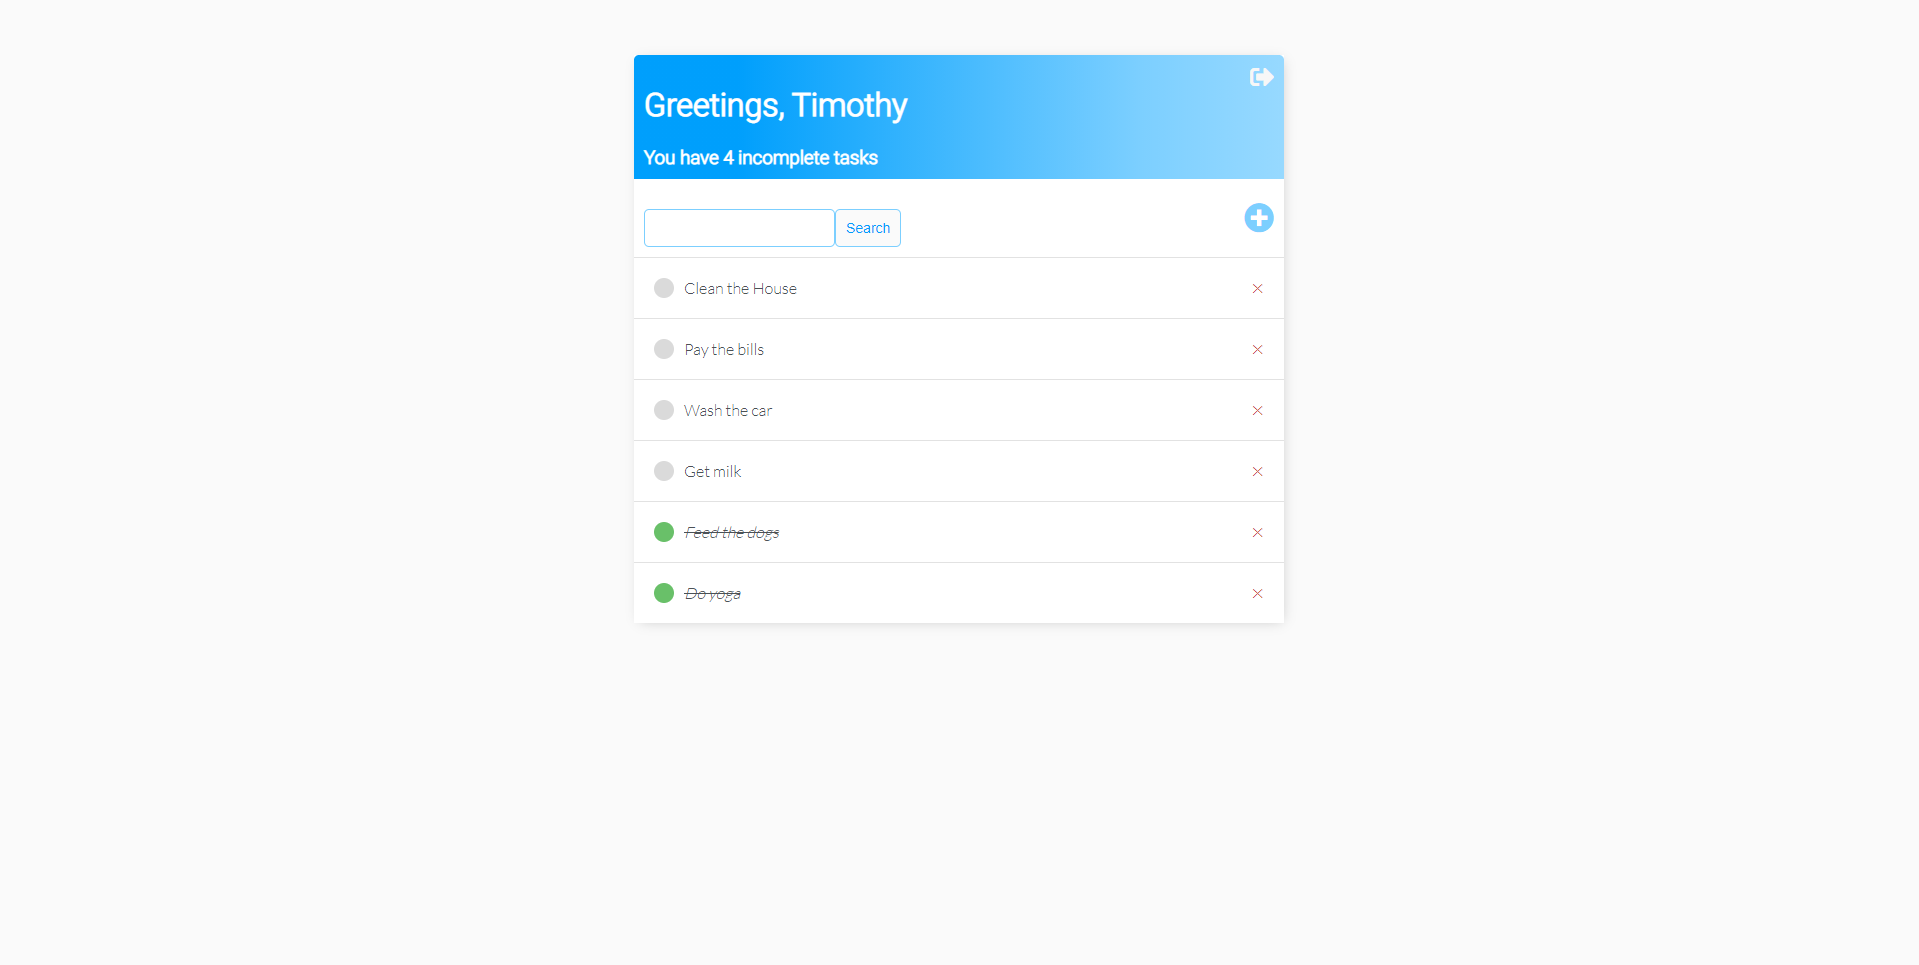 Greetings, Timothy
You have 4 incomplete tasks
Search
Clean the House
Pay the bills
Wash the car
Get milk
Feed the dogs
Do yoga